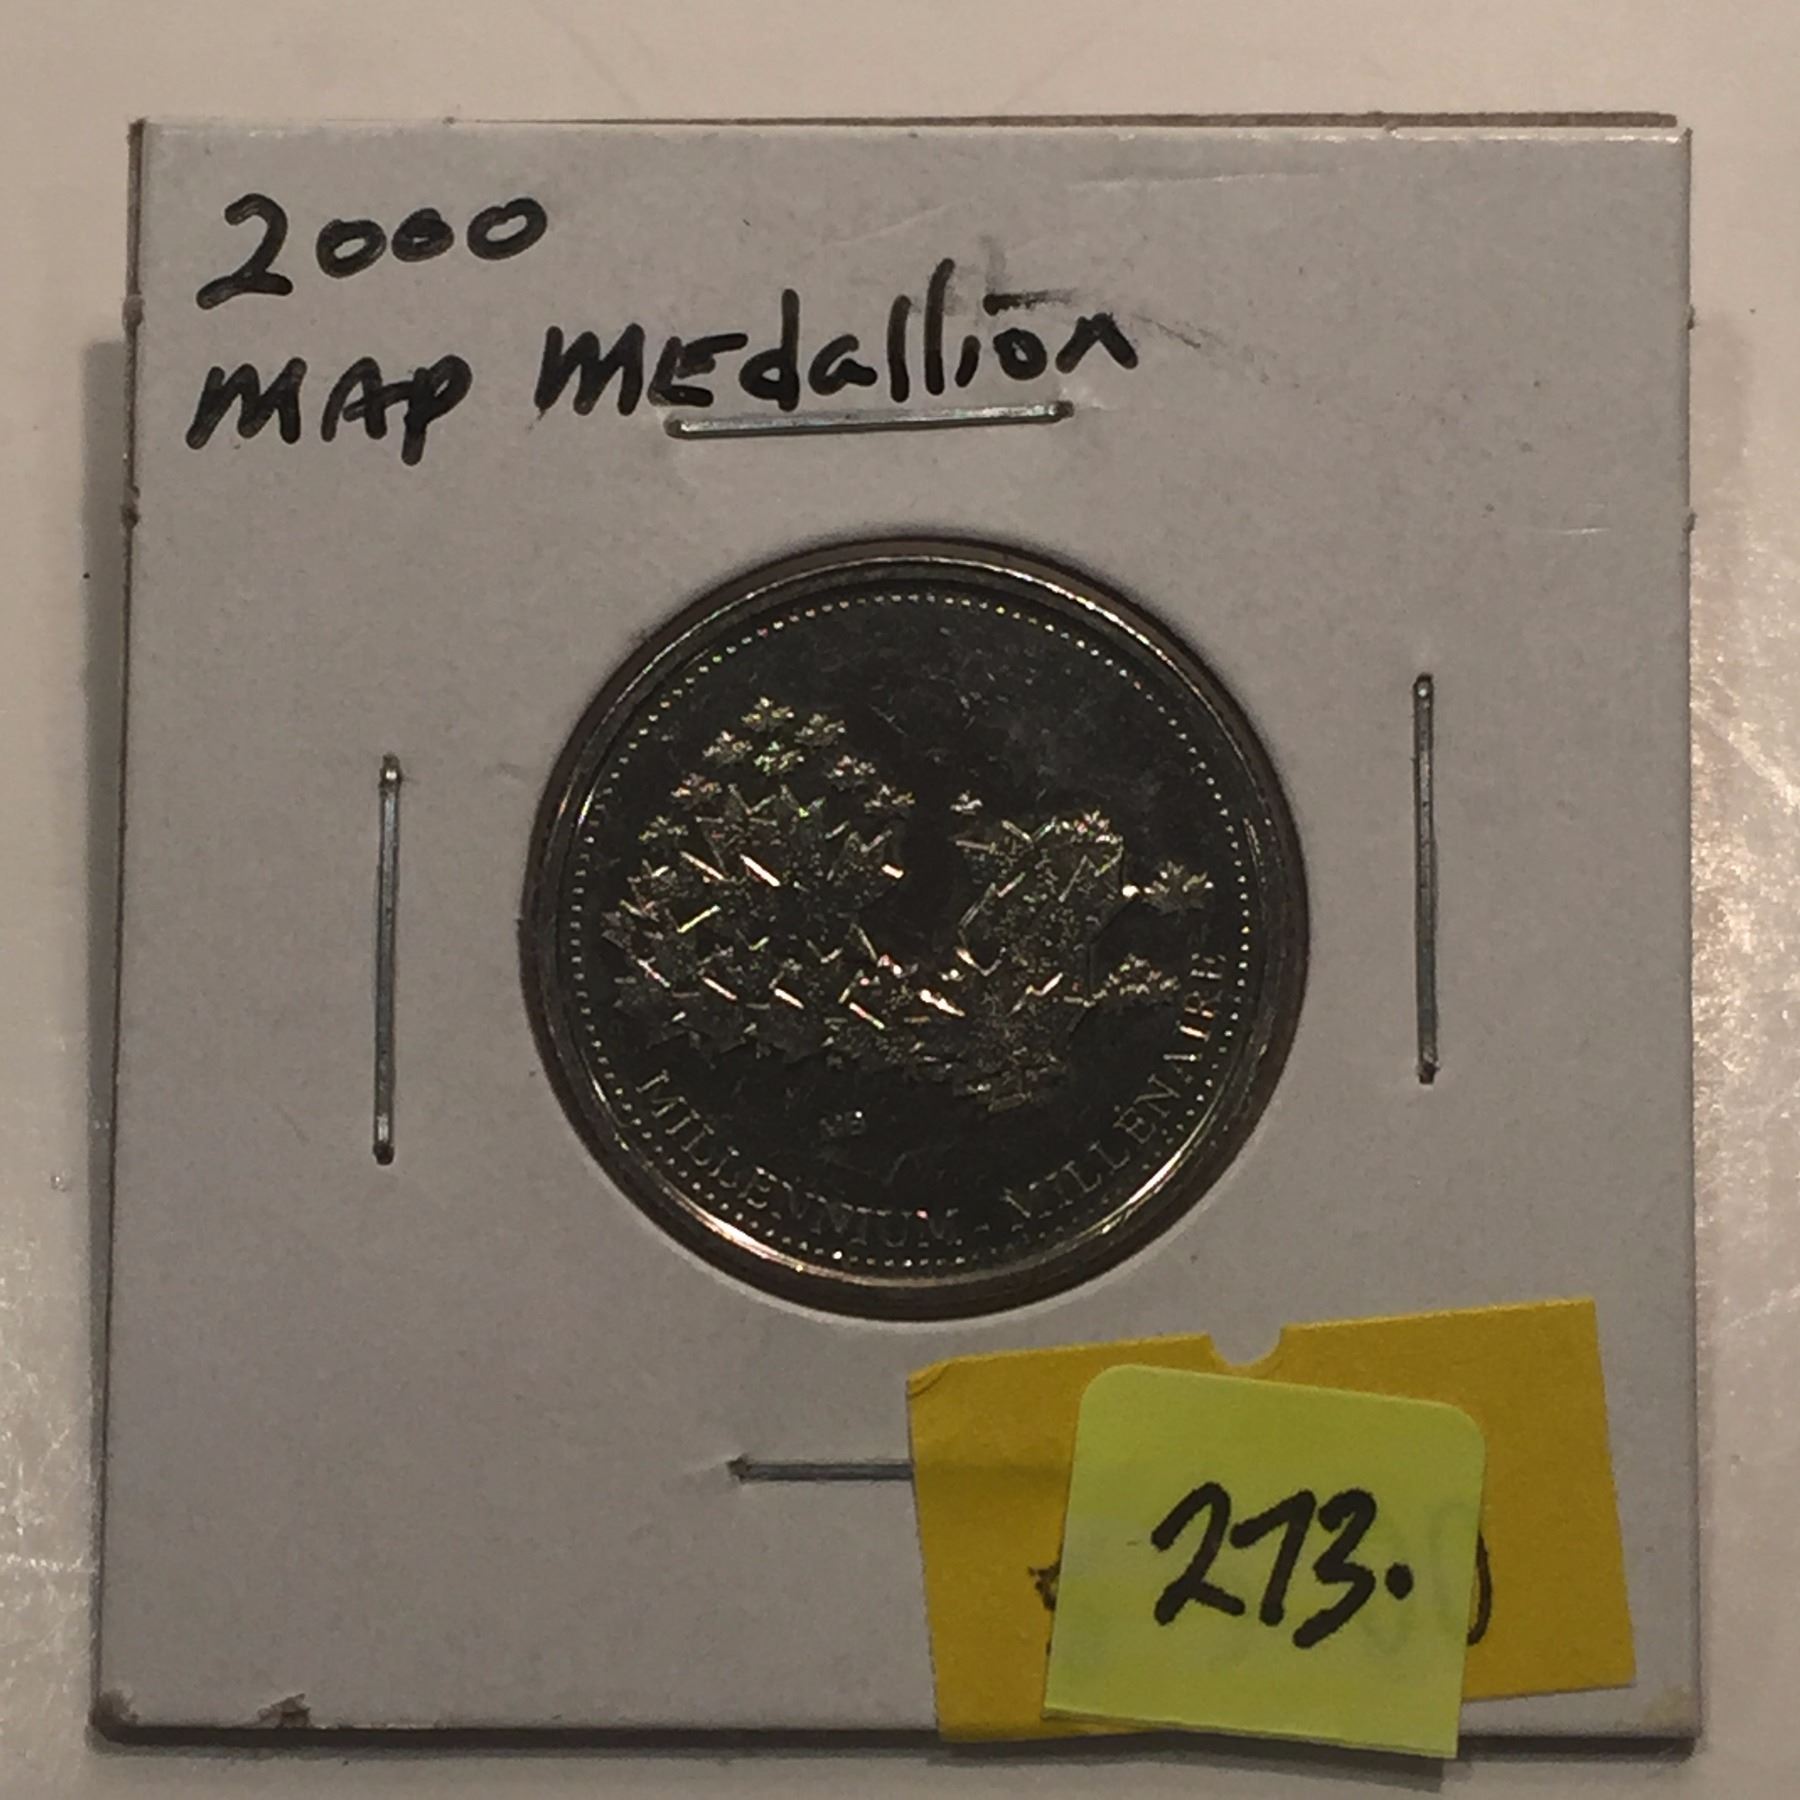 2000
MAP MEdallion
MILLENNIUM · MILLÉNAIRE
273.